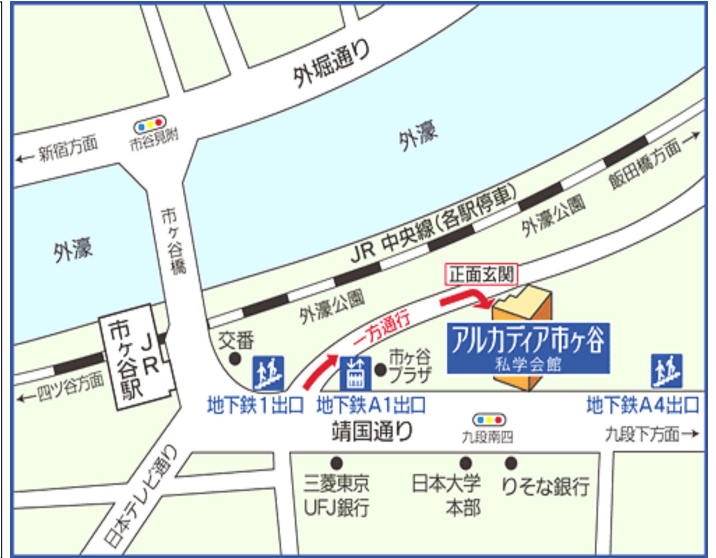 外堀通り
←新宿方面
市谷見附
外濠
飯田橋方面→
JR 中央線(各駅停車)
外濠公園
市ヶ谷橋
外濠
正面玄関
外濠公園
一方通行
JR
市ヶ谷駅
交番
市ヶ谷
プラザ
アルカディア市ヶ谷
私学会館
←四ツ谷方面
地下鉄1出口
地下鉄A1出口
地下鉄A4出口
靖国通り
九段南四
九段下方面→
日本テレビ通り
三菱東京
UFJ銀行
日本大学
本部
りそな銀行